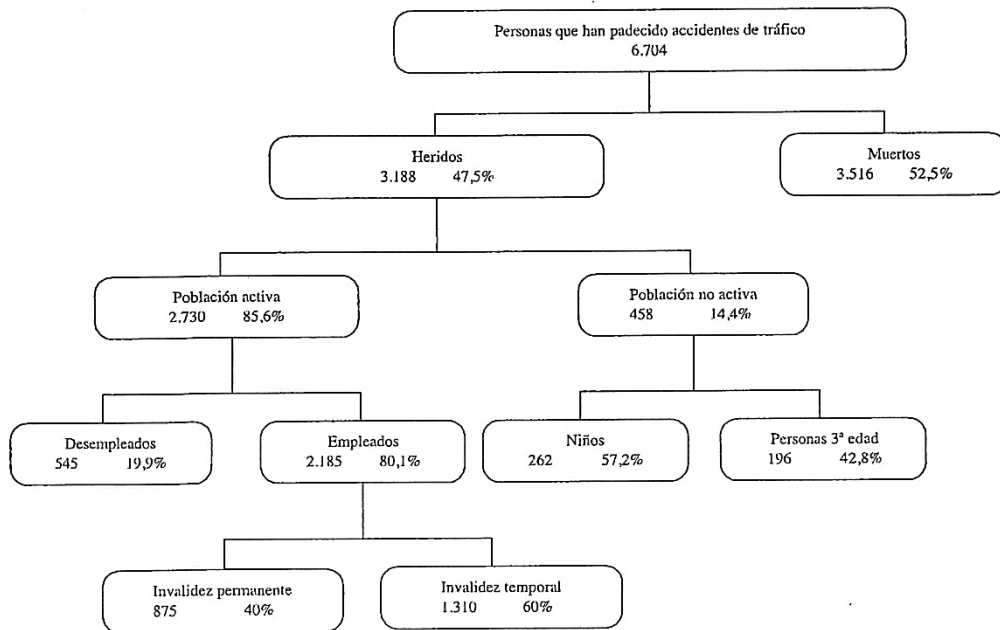 Personas que han padecido accidentes de tráfico
6.704
Heridos
3.188 47,5%
Muertos
3.516 52,5%
Población activa
2.730 85,6%
Población no activa
458 14,4%
Desempleados
545 19,9%
Empleados
2.185 80,1%
Niños
262 57,2%
Personas 3ª edad
196 42,8%
Invalidez permanente
875 40%
Invalidez temporal
1.310 60%